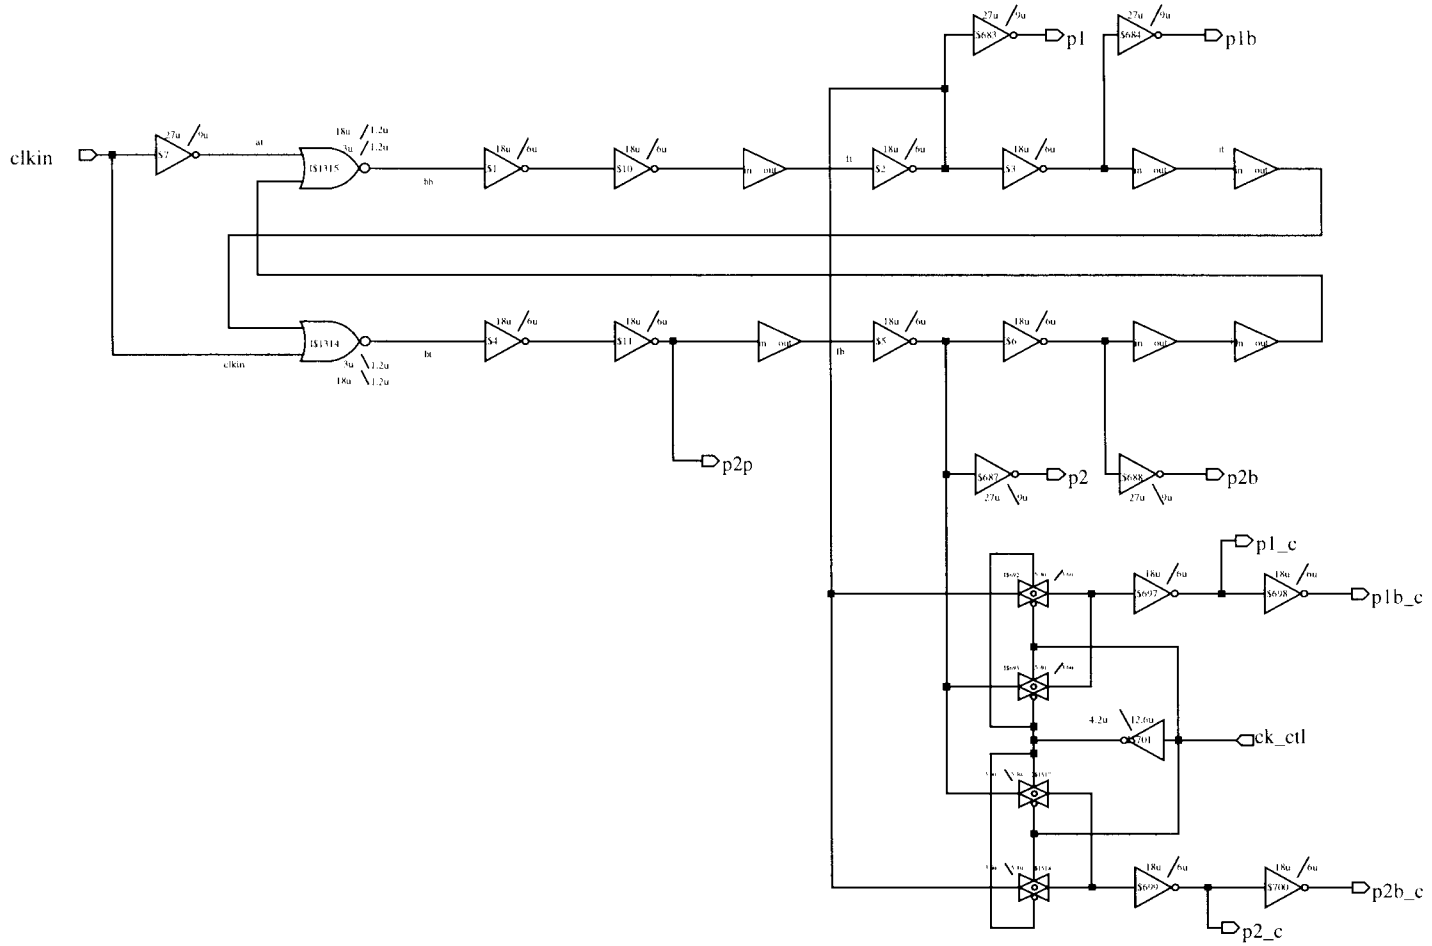 27u / 9u
27u / 9u
$683
p1
$684
p1b
clkin
27u / 9u
$7
at
18u / 1.2u
3u / 1.2u
I$1315
bb
18u / 6u
$1
18u / 6u
$10
in out
18u / 6u
$2
18u / 6u
$3
in out
in out
I$1314
clkin
3u \ 1.2u
18u \ 1.2u
bt
18u / 6u
$4
18u / 6u
$11
in out
fb
18u / 6u
$5
18u / 6u
$6
in out
in out
p2p
$687
p2
27u \ 9u
$688
p2b
27u \ 9u
p1_c
18u / 6u
$697
18u / 6u
$698
p1b_c
4.2u \ 12.6u
ck_ctl
18u / 6u
$699
18u / 6u
$700
p2b_c
p2_c